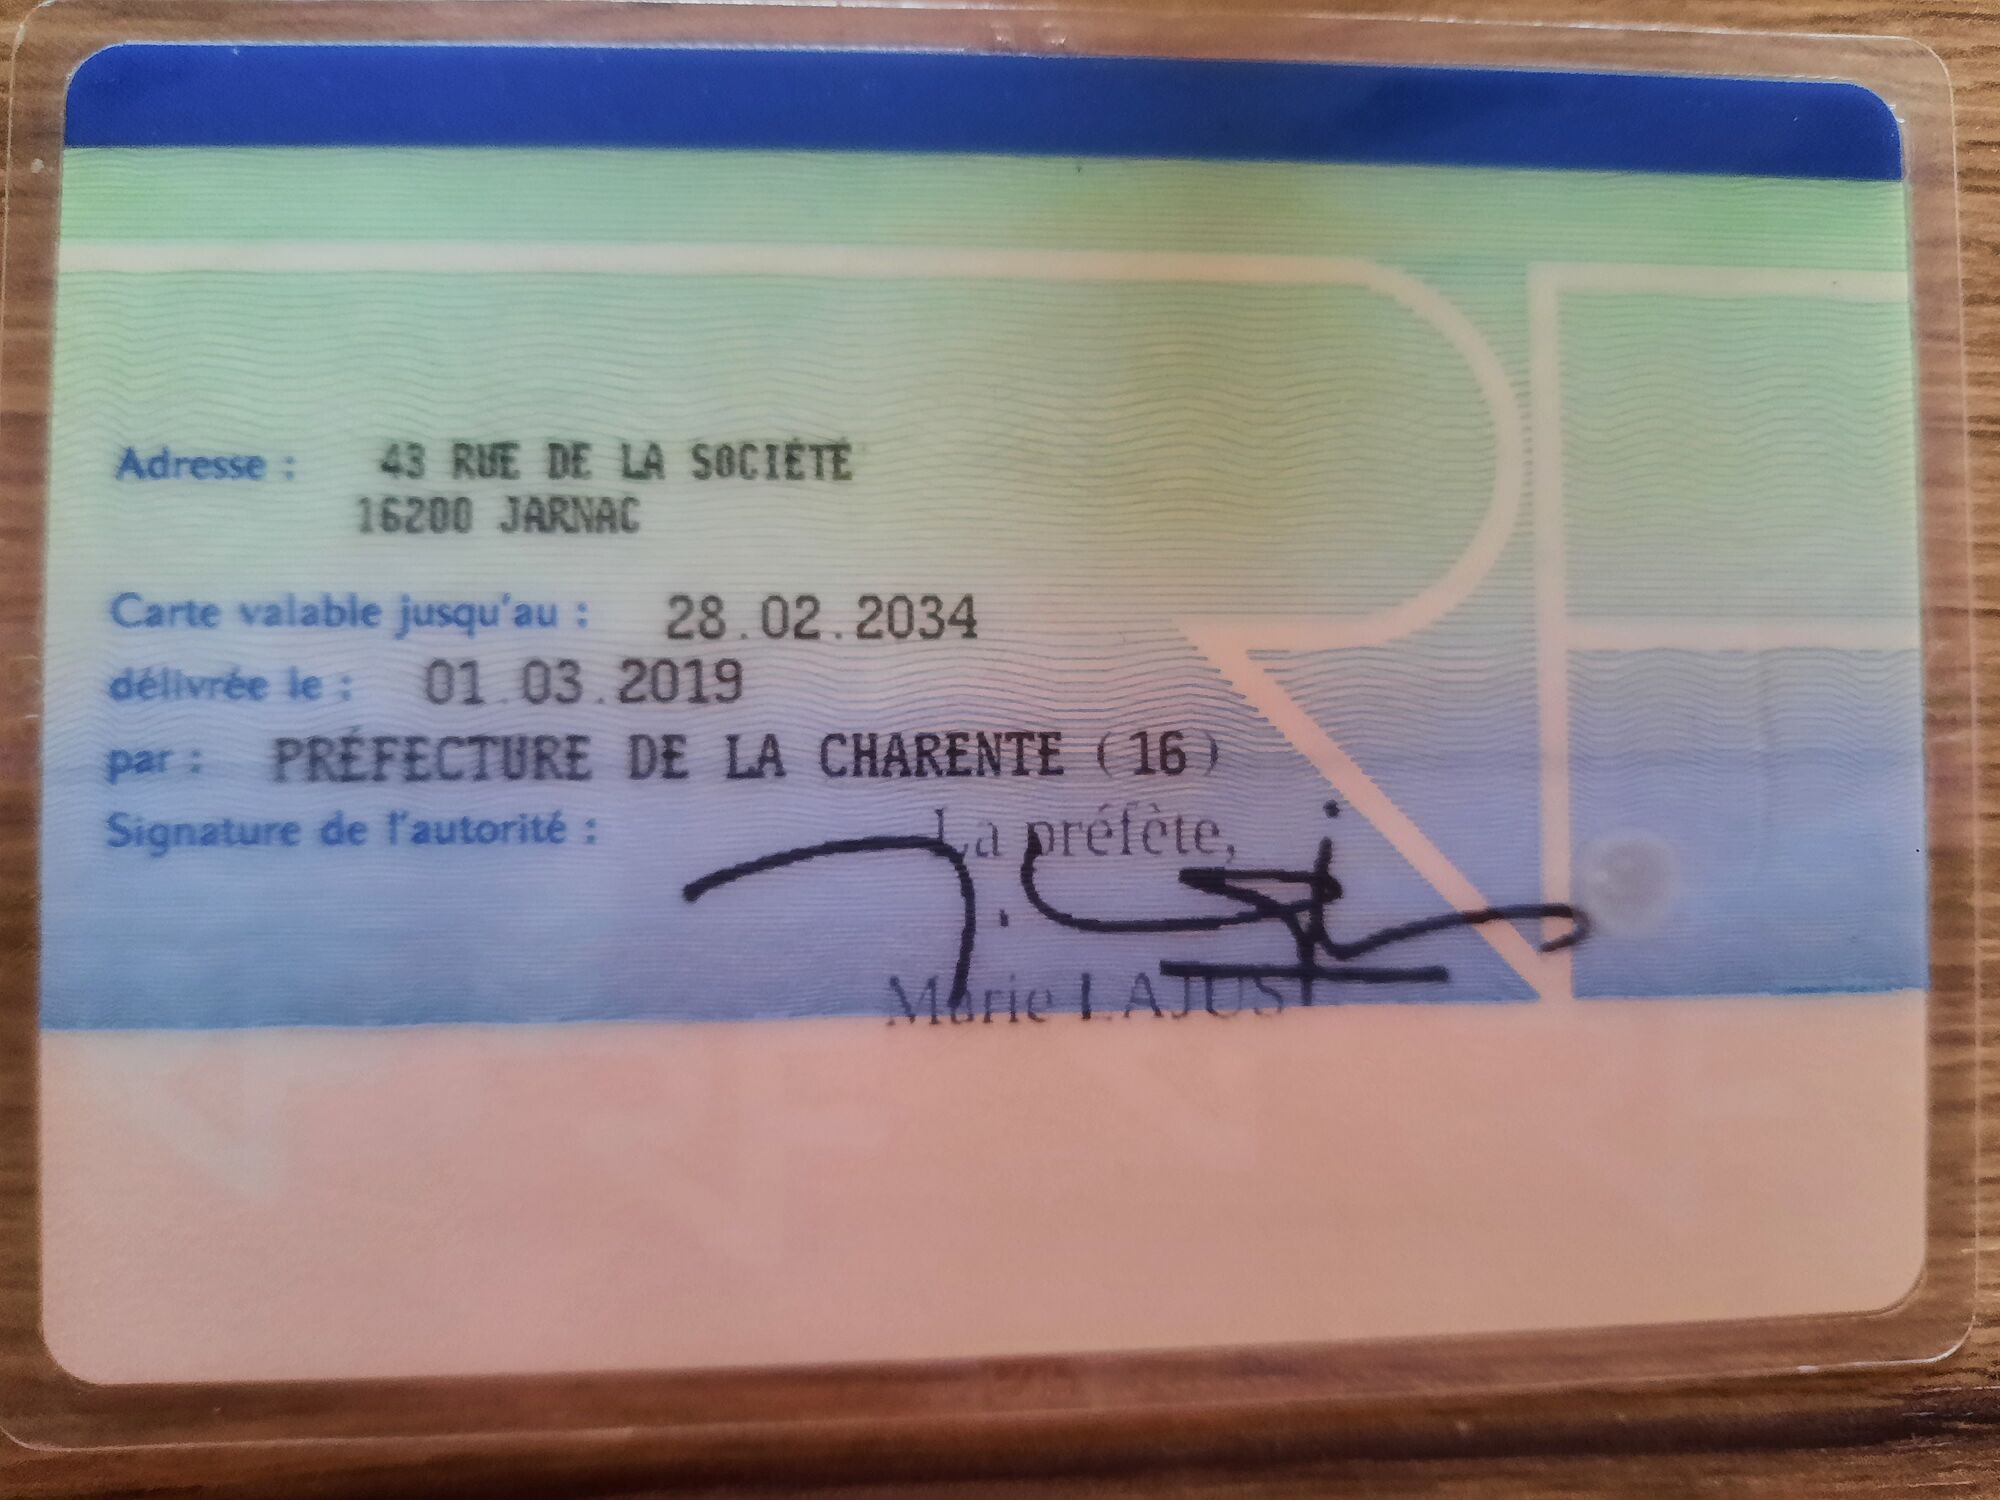 Adresse : 43 RUE DE LA SOCIÉTÉ
16200 JARNAC
Carte valable jusqu'au : 28.02.2034
délivrée le : 01.03.2019
par : PRÉFECTURE DE LA CHARENTE (16)
Signature de l'autorité :
La préfète,
Marie LAJUS